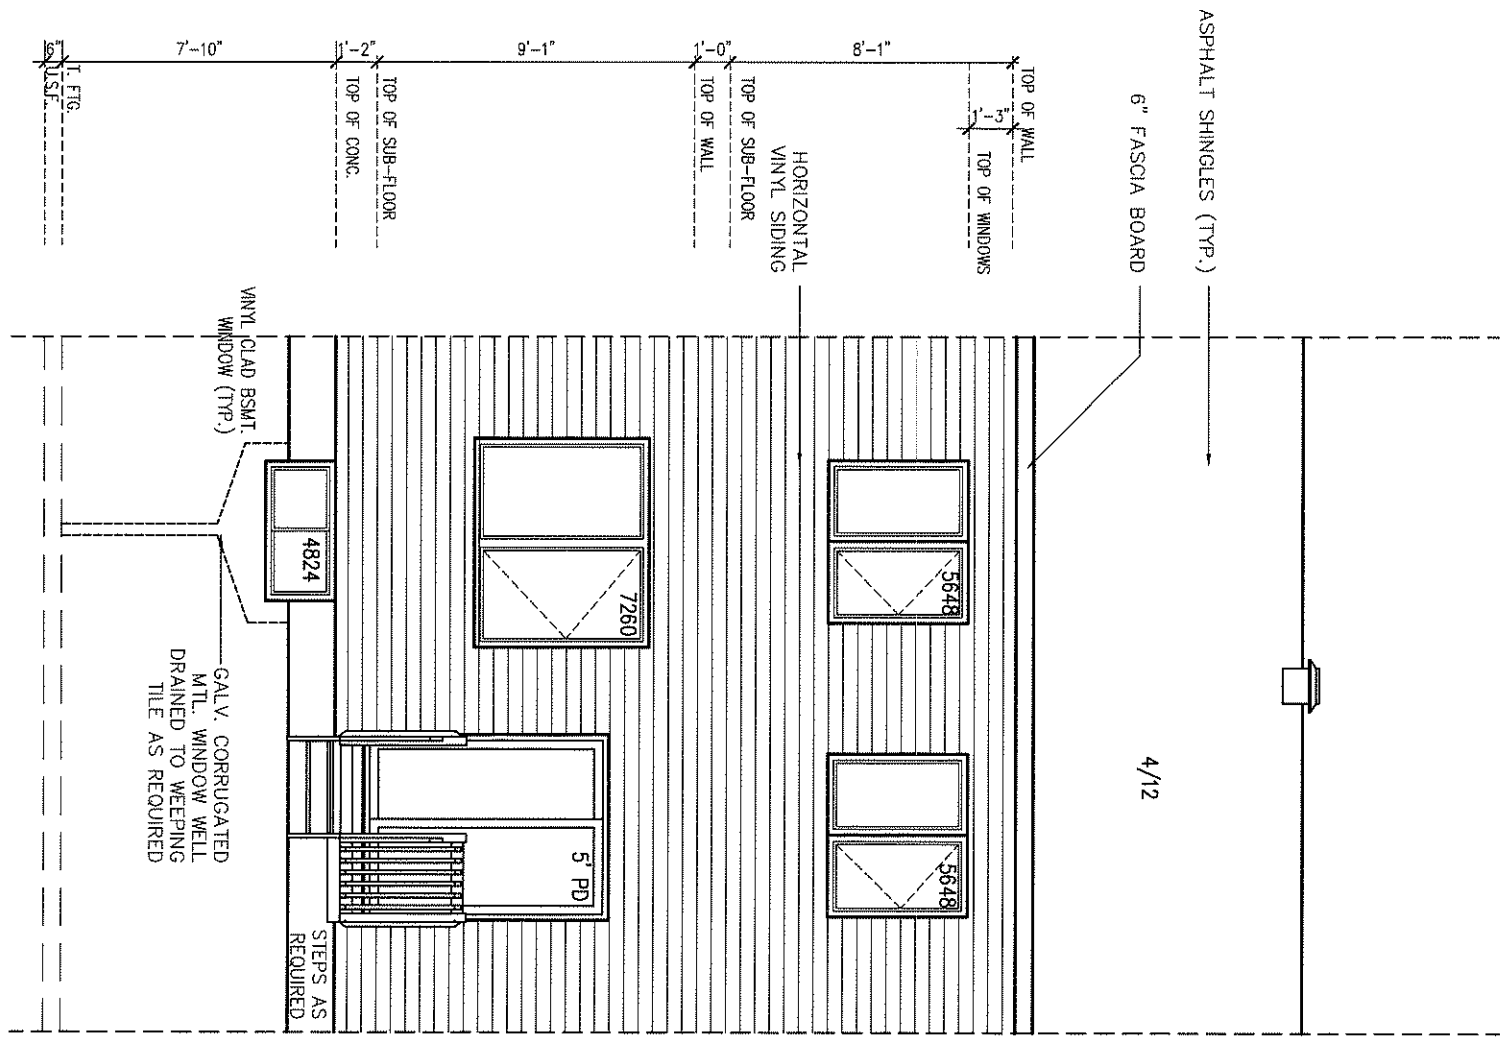 ASPHALT SHINGLES (TYP.)
6" FASCIA BOARD
4/12
TOP OF WALL
1'-3"
TOP OF WINDOWS
8'-1"
HORIZONTAL
VINYL SIDING
5648
5648
TOP OF SUB-FLOOR
1'-0"
TOP OF WALL
9'-1"
7260
5' PD
TOP OF SUB-FLOOR
1'-2"
TOP OF CONC.
STEPS AS
REQUIRED
4824
7'-10"
VINYL CLAD BSMT.
WINDOW (TYP.)
GALV. CORRUGATED
MTL. WINDOW WELL
DRAINED TO WEEPING
TILE AS REQUIRED
T. FTG.
6"
U.S.F.